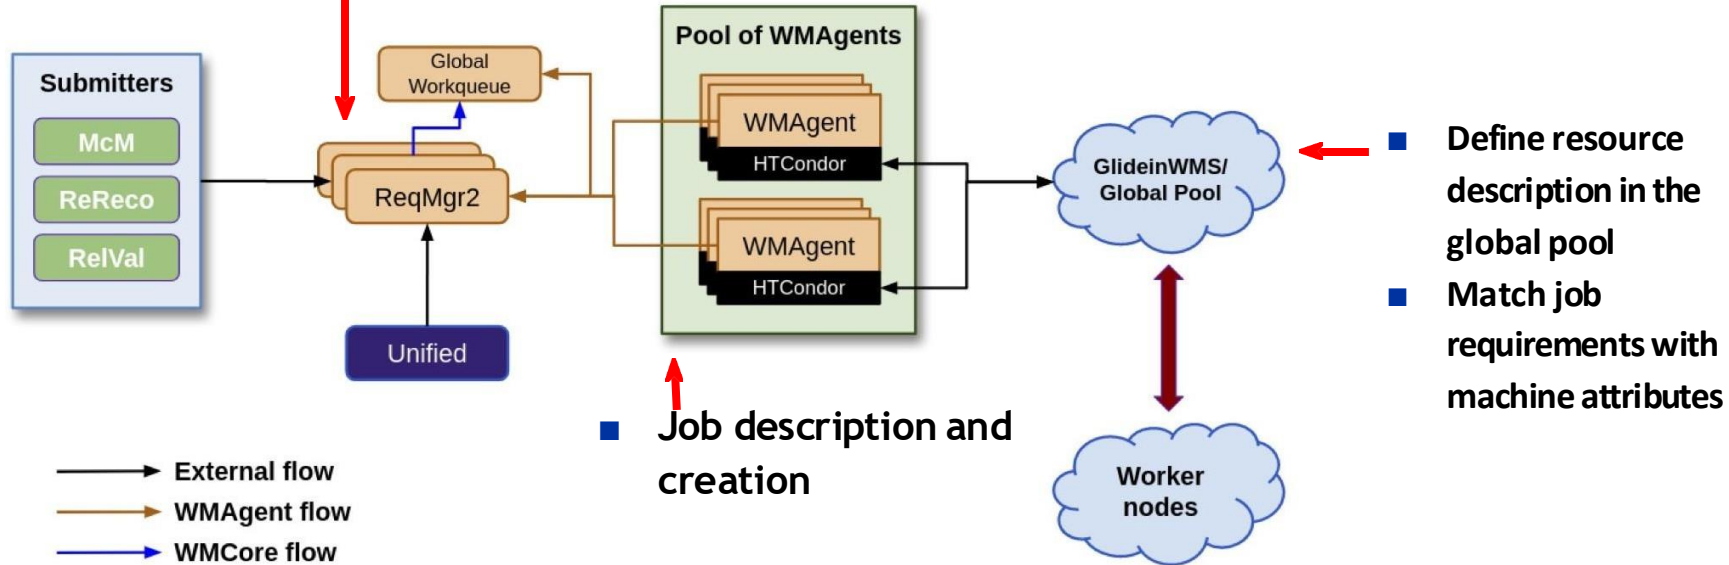 Submitters
McM
ReReco
RelVal
Global
Workqueue
ReqMgr2
Unified
Pool of WMAgents
WMAgent
HTCondor
WMAgent
HTCondor
GlideinWMS/
Global Pool
■ Define resource
description in the
global pool
■ Match job
requirements with
machine attributes
■ Job description and
creation
Worker
nodes
External flow
WMAgent flow
WMCore flow